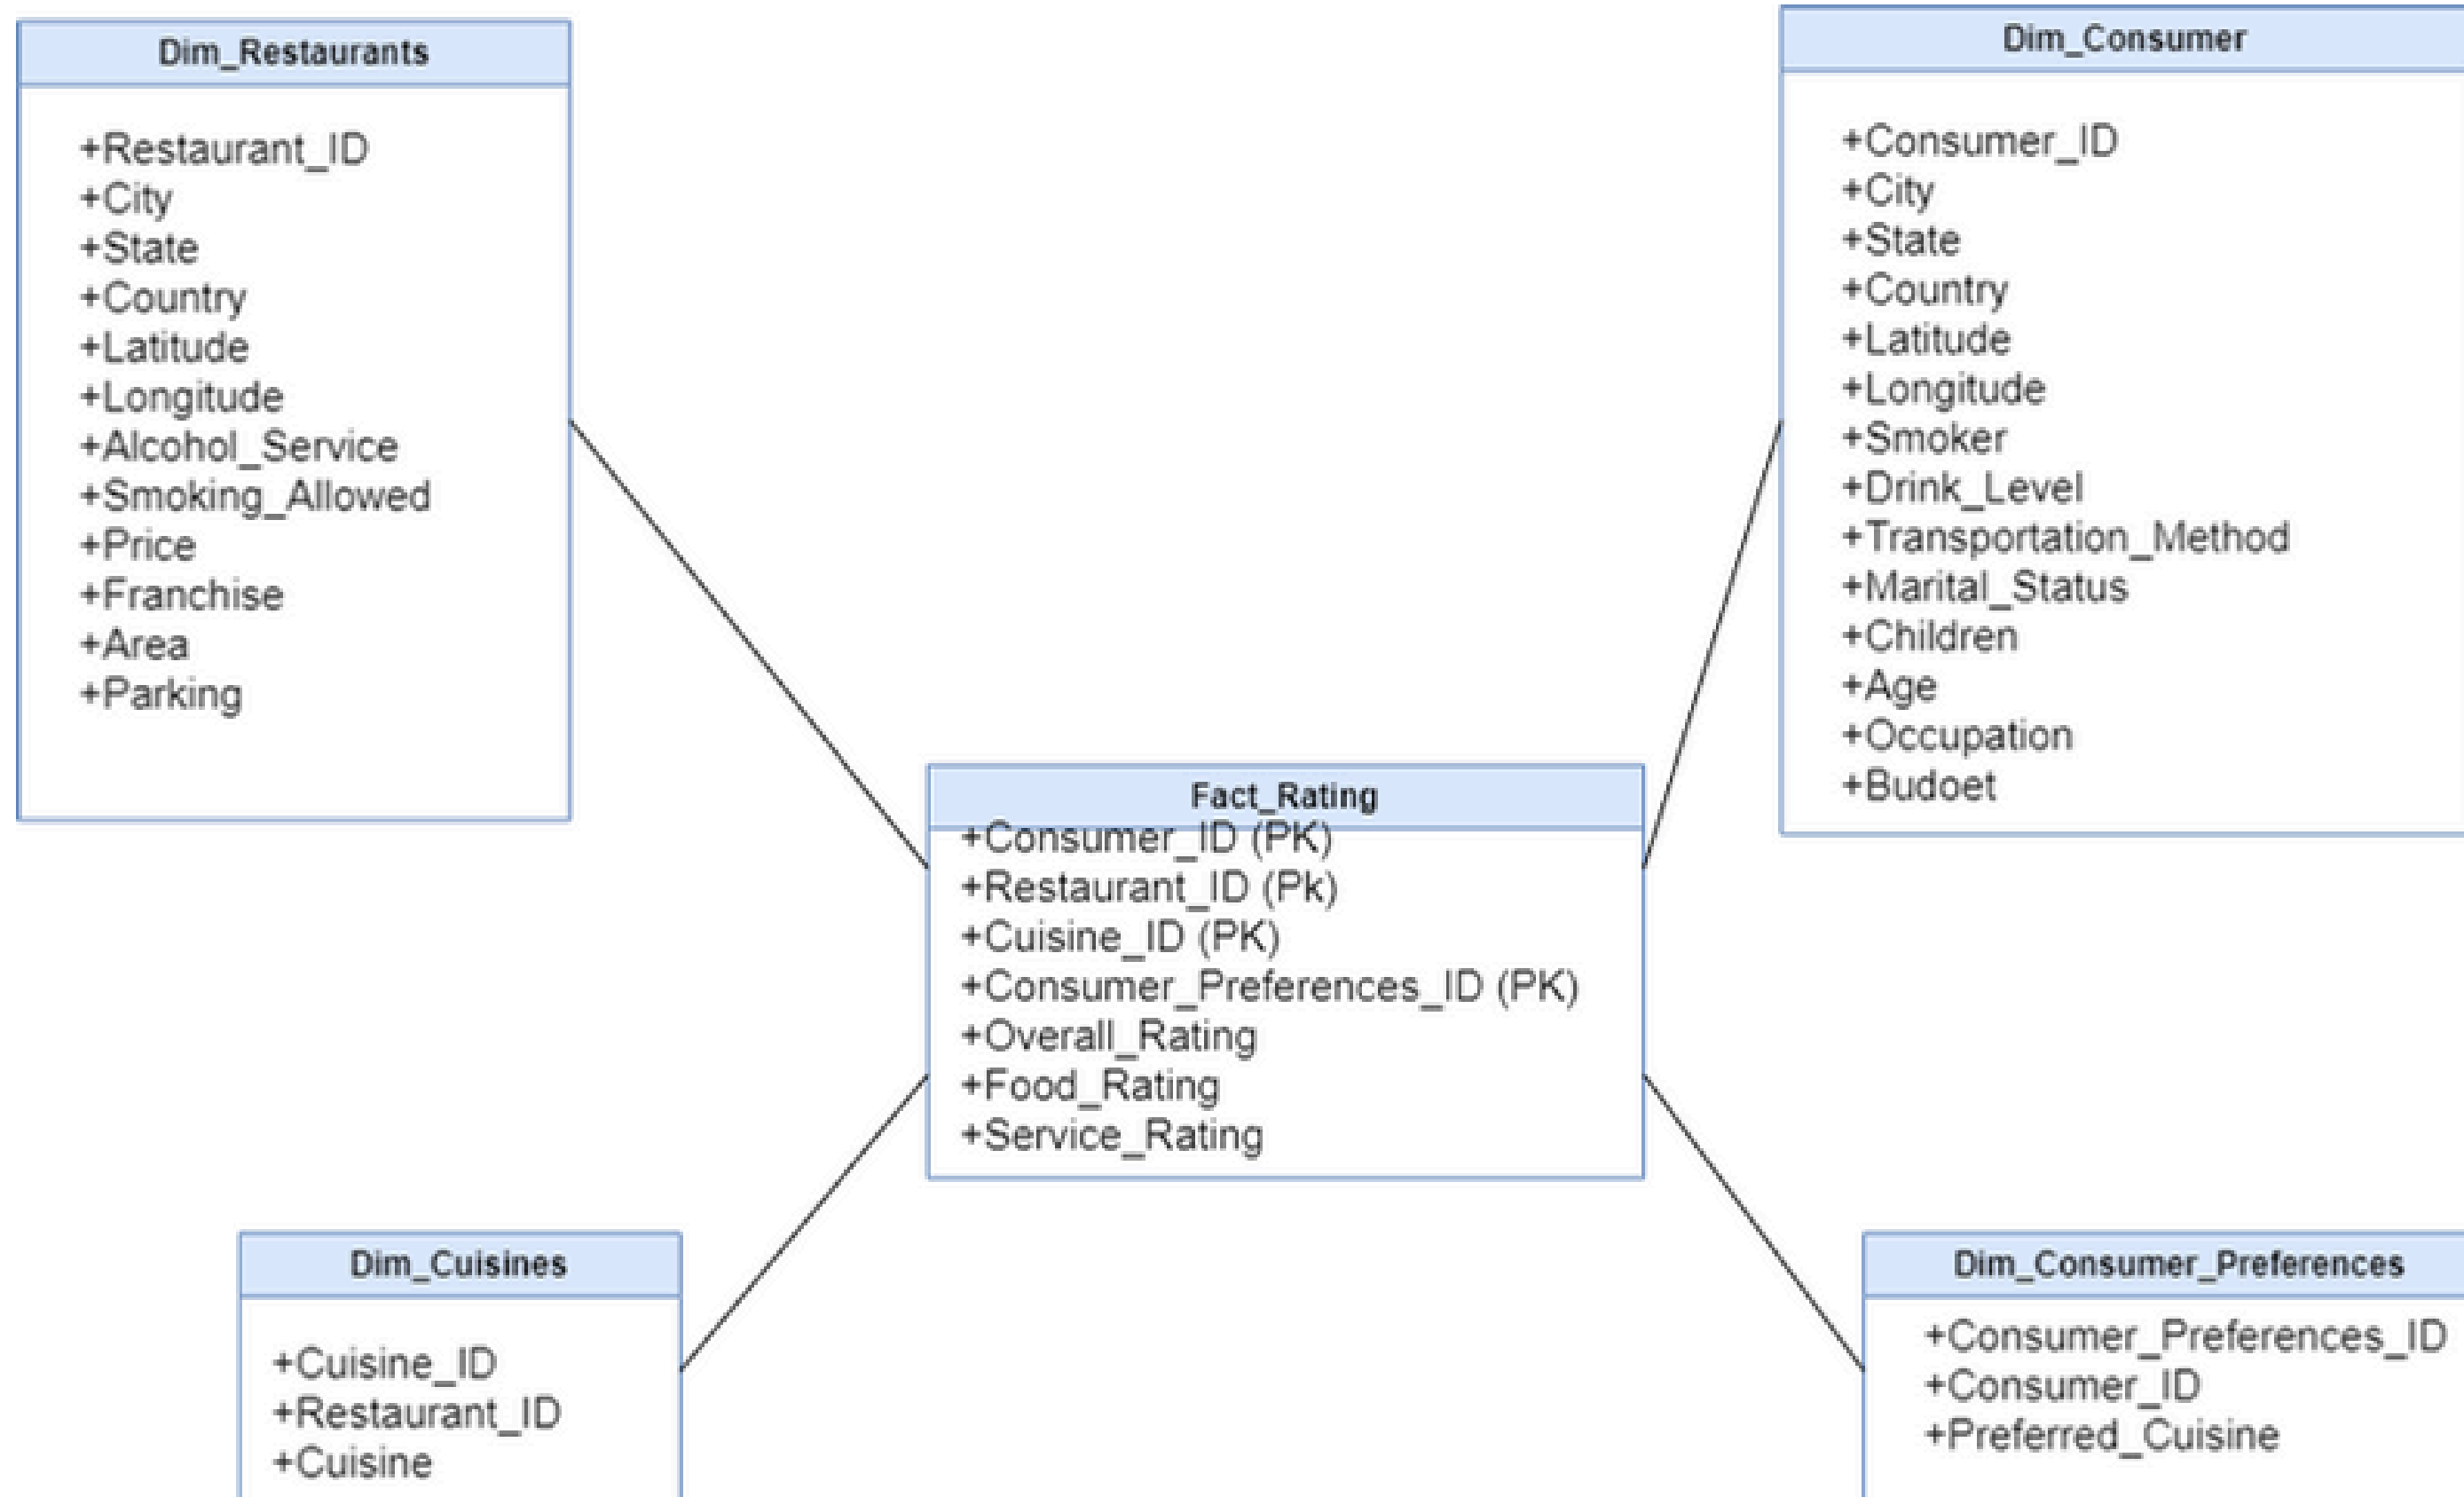 Dim_Restaurants
+Restaurant_ID
+City
+State
+Country
+Latitude
+Longitude
+Alcohol_Service
+Smoking_Allowed
+Price
+Franchise
+Area
+Parking
Dim_Consumer
+Consumer_ID
+City
+State
+Country
+Latitude
+Longitude
+Smoker
+Drink_Level
+Transportation_Method
+Marital_Status
+Children
+Age
+Occupation
+Budoet
Fact_Rating
+Consumer_ID (PK)
+Restaurant_ID (Pk)
+Cuisine_ID (PK)
+Consumer_Preferences_ID (PK)
+Overall_Rating
+Food_Rating
+Service_Rating
Dim_Cuisines
+Cuisine_ID
+Restaurant_ID
+Cuisine
Dim_Consumer_Preferences
+Consumer_Preferences_ID
+Consumer_ID
+Preferred_Cuisine